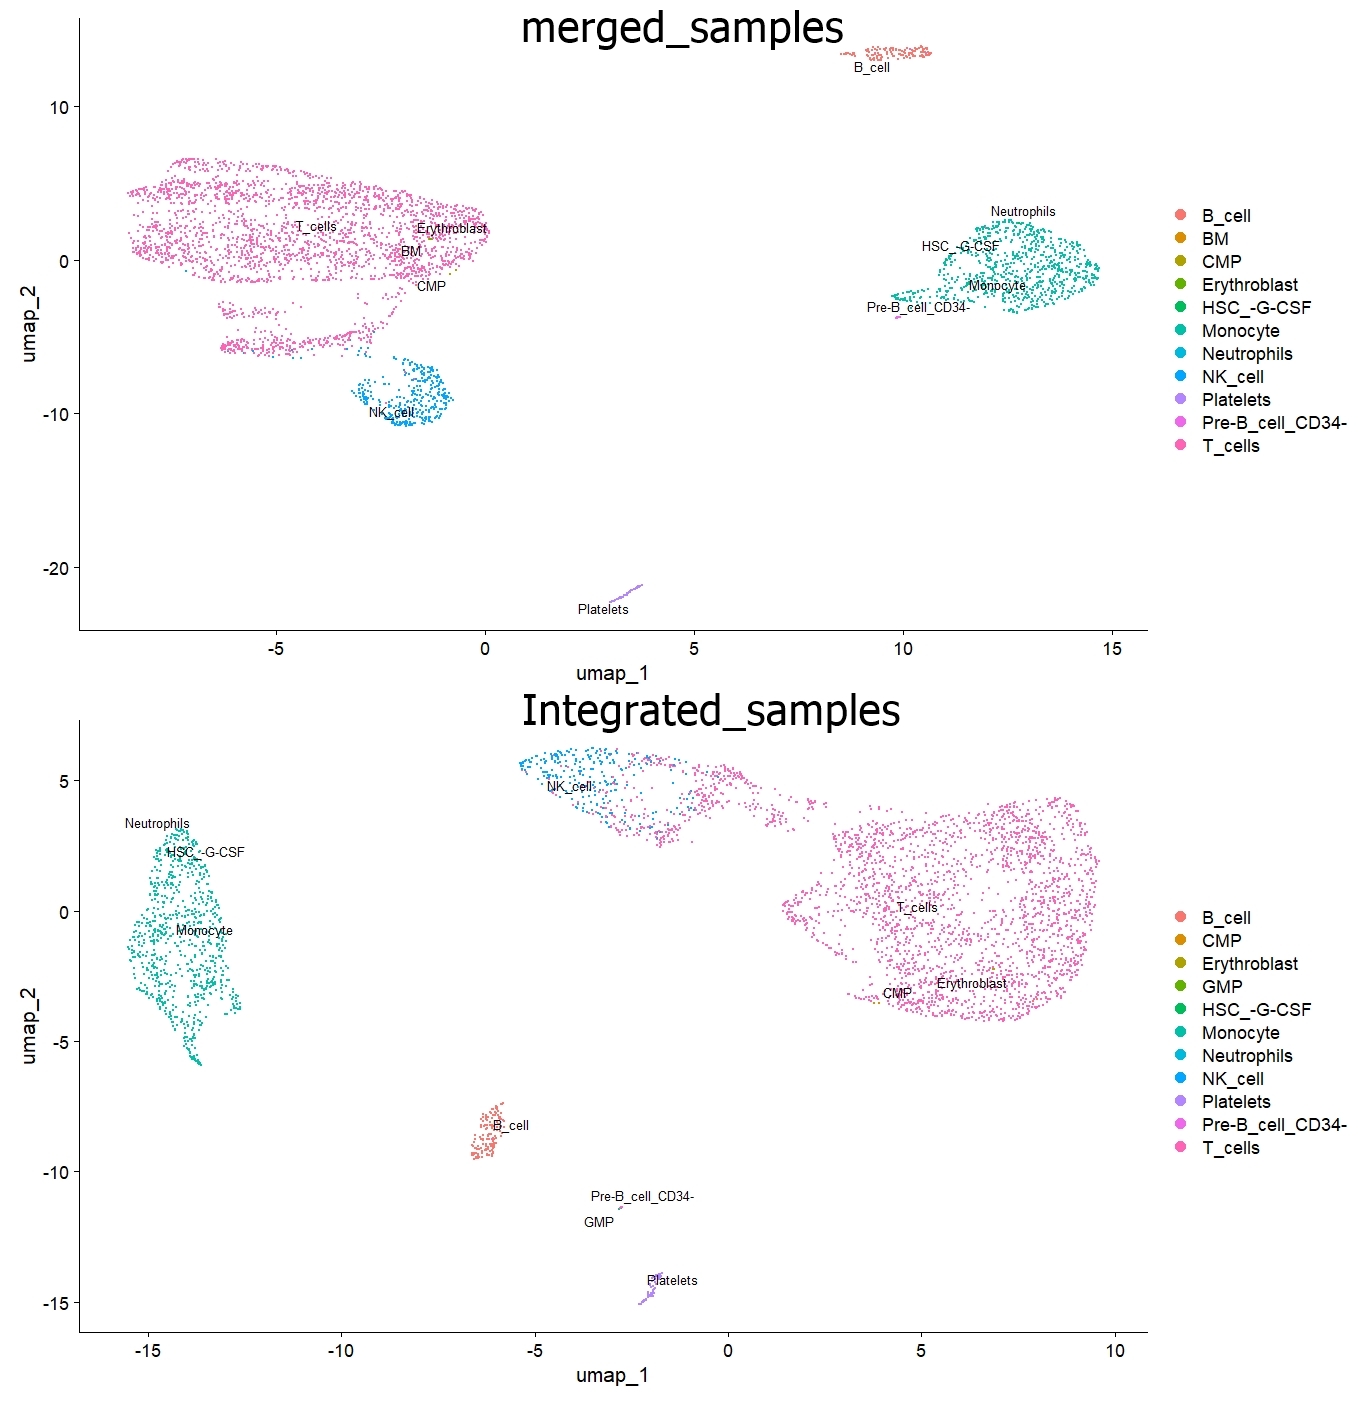 merged_samples
B_cell
10
T_cells
Erythroblast
BM
CMP
0
Neutrophils
HSC_-G-CSF
Monocyte
Pre-B_cell_CD34-
NK_cell
-10
-20
Platelets
umap_2
-5
0
5
10
15
umap_1
B_cell
BM
CMP
Erythroblast
HSC_-G-CSF
Monocyte
Neutrophils
NK_cell
Platelets
Pre-B_cell_CD34-
T_cells
Integrated_samples
5
NK_cell
Neutrophils
HSC_-G-CSF
Monocyte
0
T_cells
Erythroblast
CMP
-5
B_cell
-10
Pre-B_cell_CD34-
GMP
Platelets
-15
umap_2
-15
-10
-5
0
5
10
umap_1
B_cell
CMP
Erythroblast
GMP
HSC_-G-CSF
Monocyte
Neutrophils
NK_cell
Platelets
Pre-B_cell_CD34-
T_cells